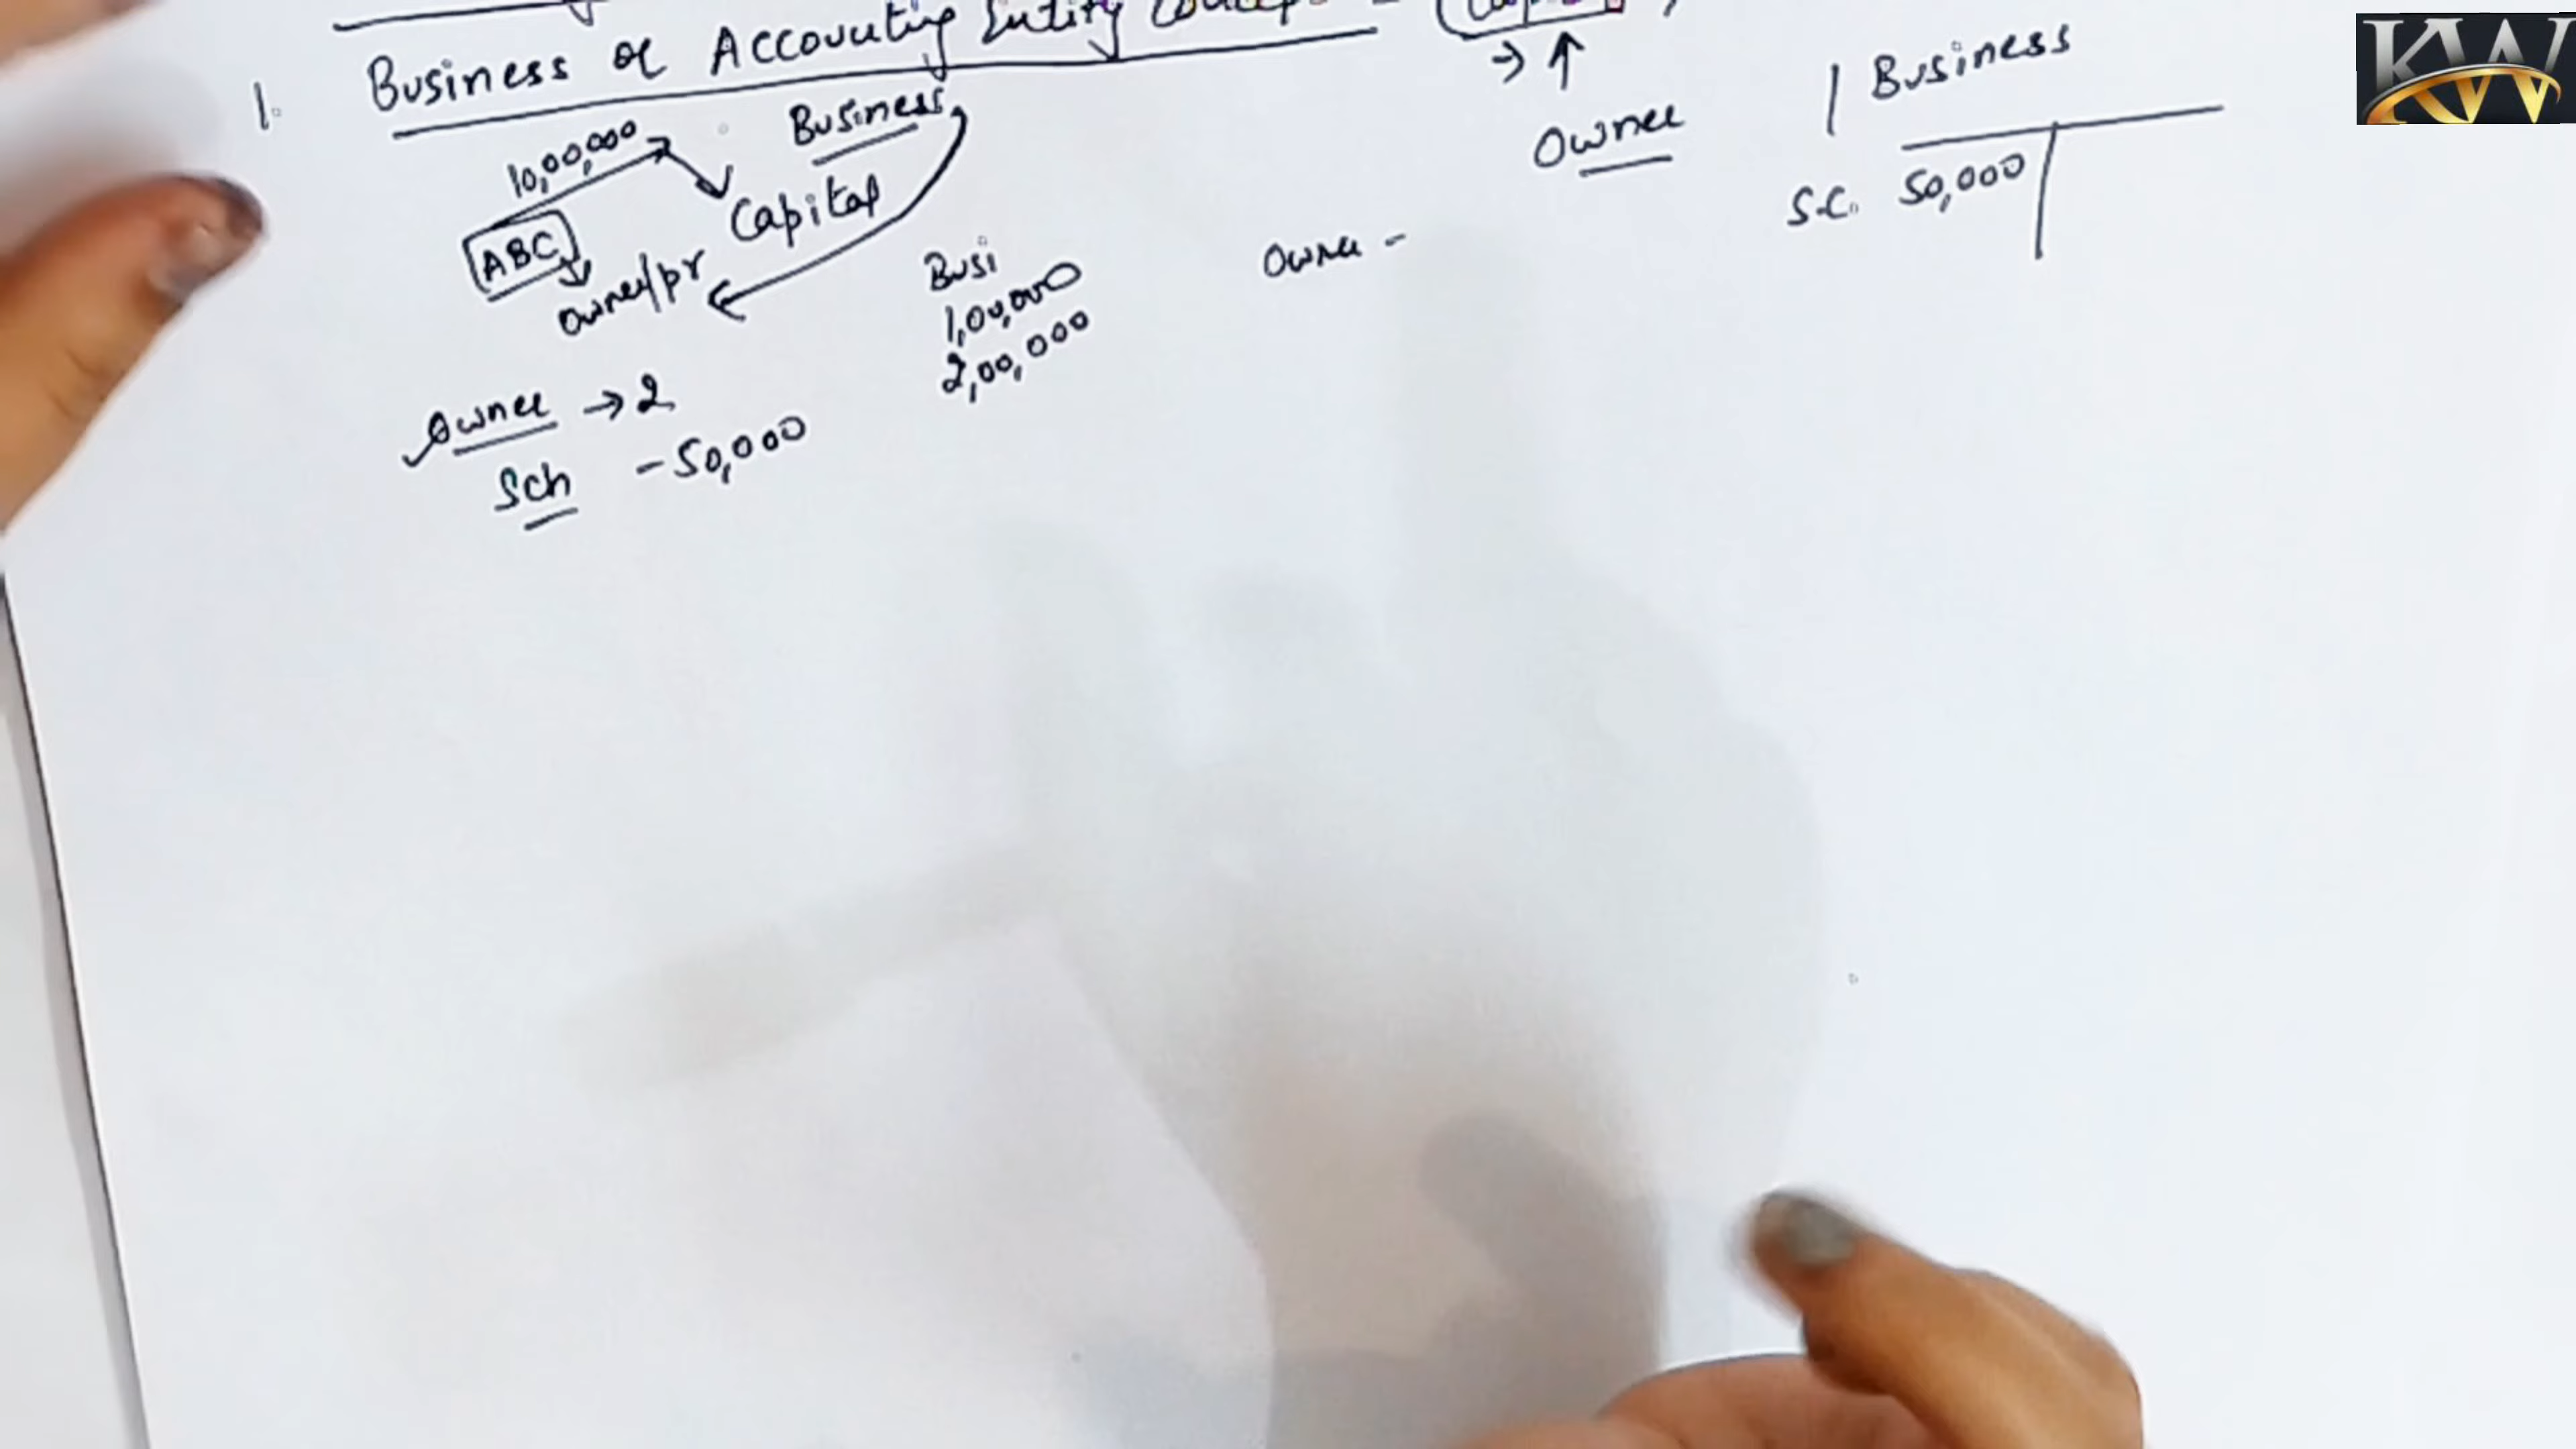 1. Business or Accounting Entity Concept -
Business
10,00,000
Capital
ABC
Owner/pr
Owner → 2
Sch - 50,000
Busi
1,00,000
2,00,000
Owner -
Owner
Business
S.C. 50,000
KW